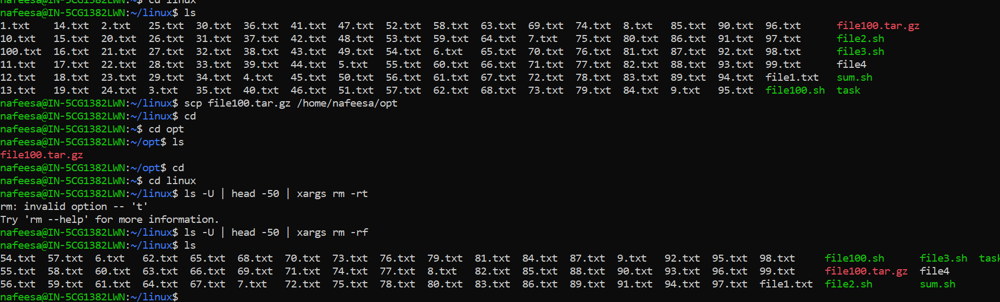 nafeesa@IN-5CG1382LWN:~$ cd linux
nafeesa@IN-5CG1382LWN:~/linux$ ls
1.txt    14.txt  2.txt   25.txt  30.txt  36.txt  41.txt  47.txt  52.txt  58.txt  63.txt  69.txt  74.txt  8.txt   85.txt  90.txt  96.txt      file100.tar.gz
10.txt   15.txt  20.txt  26.txt  31.txt  37.txt  42.txt  48.txt  53.txt  59.txt  64.txt  7.txt   75.txt  80.txt  86.txt  91.txt  97.txt      file2.sh
100.txt  16.txt  21.txt  27.txt  32.txt  38.txt  43.txt  49.txt  54.txt  6.txt   65.txt  70.txt  76.txt  81.txt  87.txt  92.txt  98.txt      file3.sh
11.txt   17.txt  22.txt  28.txt  33.txt  39.txt  44.txt  5.txt   55.txt  60.txt  66.txt  71.txt  77.txt  82.txt  88.txt  93.txt  99.txt      file4
12.txt   18.txt  23.txt  29.txt  34.txt  4.txt   45.txt  50.txt  56.txt  61.txt  67.txt  72.txt  78.txt  83.txt  89.txt  94.txt  file1.txt   sum.sh
13.txt   19.txt  24.txt  3.txt   35.txt  40.txt  46.txt  51.txt  57.txt  62.txt  68.txt  73.txt  79.txt  84.txt  9.txt   95.txt  file100.sh  task
nafeesa@IN-5CG1382LWN:~/linux$ scp file100.tar.gz /home/nafeesa/opt
nafeesa@IN-5CG1382LWN:~/linux$ cd
nafeesa@IN-5CG1382LWN:~$ cd opt
nafeesa@IN-5CG1382LWN:~/opt$ ls
file100.tar.gz
nafeesa@IN-5CG1382LWN:~/opt$ cd
nafeesa@IN-5CG1382LWN:~$ cd linux
nafeesa@IN-5CG1382LWN:~/linux$ ls -U | head -50 | xargs rm -rt
rm: invalid option -- 't'
Try 'rm --help' for more information.
nafeesa@IN-5CG1382LWN:~/linux$ ls -U | head -50 | xargs rm -rf
nafeesa@IN-5CG1382LWN:~/linux$ ls
54.txt  57.txt  6.txt   62.txt  65.txt  68.txt  70.txt  73.txt  76.txt  79.txt  81.txt  84.txt  87.txt  9.txt   92.txt  95.txt  98.txt     file100.sh      file3.sh  task
55.txt  58.txt  60.txt  63.txt  66.txt  69.txt  71.txt  74.txt  77.txt  8.txt   82.txt  85.txt  88.txt  90.txt  93.txt  96.txt  99.txt     file100.tar.gz  file4
56.txt  59.txt  61.txt  64.txt  67.txt  7.txt   72.txt  75.txt  78.txt  80.txt  83.txt  86.txt  89.txt  91.txt  94.txt  97.txt  file1.txt  file2.sh        sum.sh
nafeesa@IN-5CG1382LWN:~/linux$